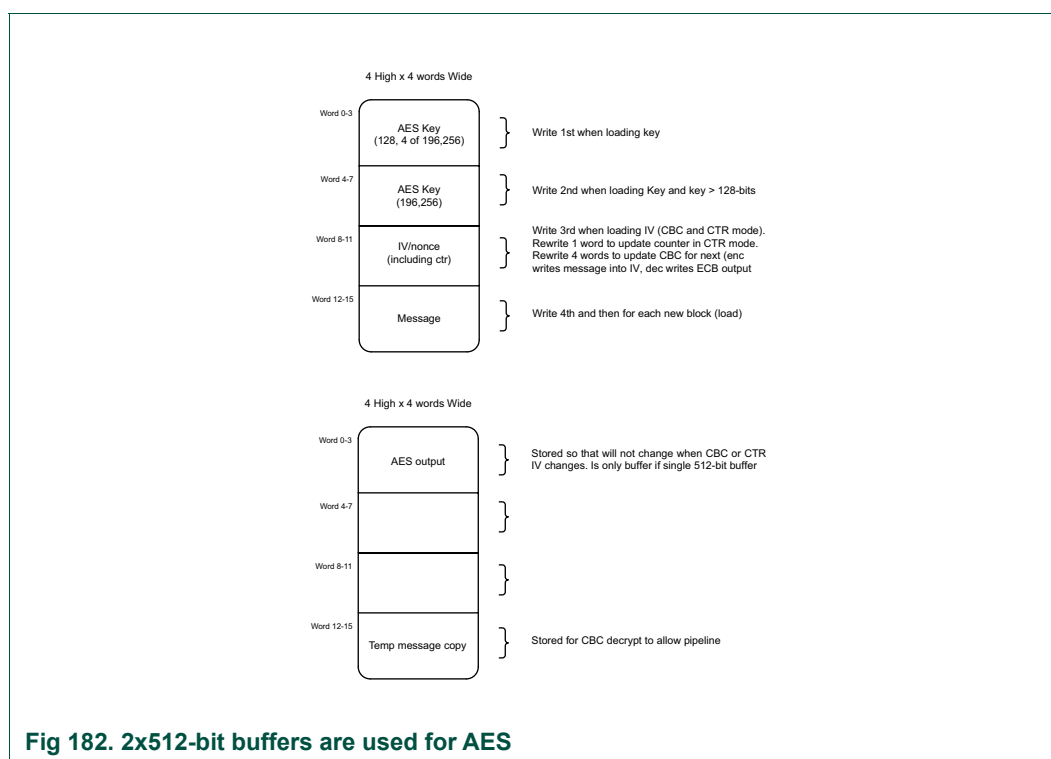 4 High x 4 words Wide
Word 0-3
AES Key
(128, 4 of 196,256)
Write 1st when loading key
Word 4-7
AES Key
(196,256)
Write 2nd when loading Key and key > 128-bits
Word 8-11
IV/nonce
(including ctr)
Write 3rd when loading IV (CBC and CTR mode).
Rewrite 1 word to update counter in CTR mode.
Rewrite 4 words to update CBC for next (enc
writes message into IV, dec writes ECB output
Word 12-15
Message
Write 4th and then for each new block (load)
4 High x 4 words Wide
Word 0-3
AES output
Stored so that will not change when CBC or CTR
IV changes. Is only buffer if single 512-bit buffer
Word 4-7
Word 8-11
Word 12-15
Temp message copy
Stored for CBC decrypt to allow pipeline
Fig 182. 2x512-bit buffers are used for AES